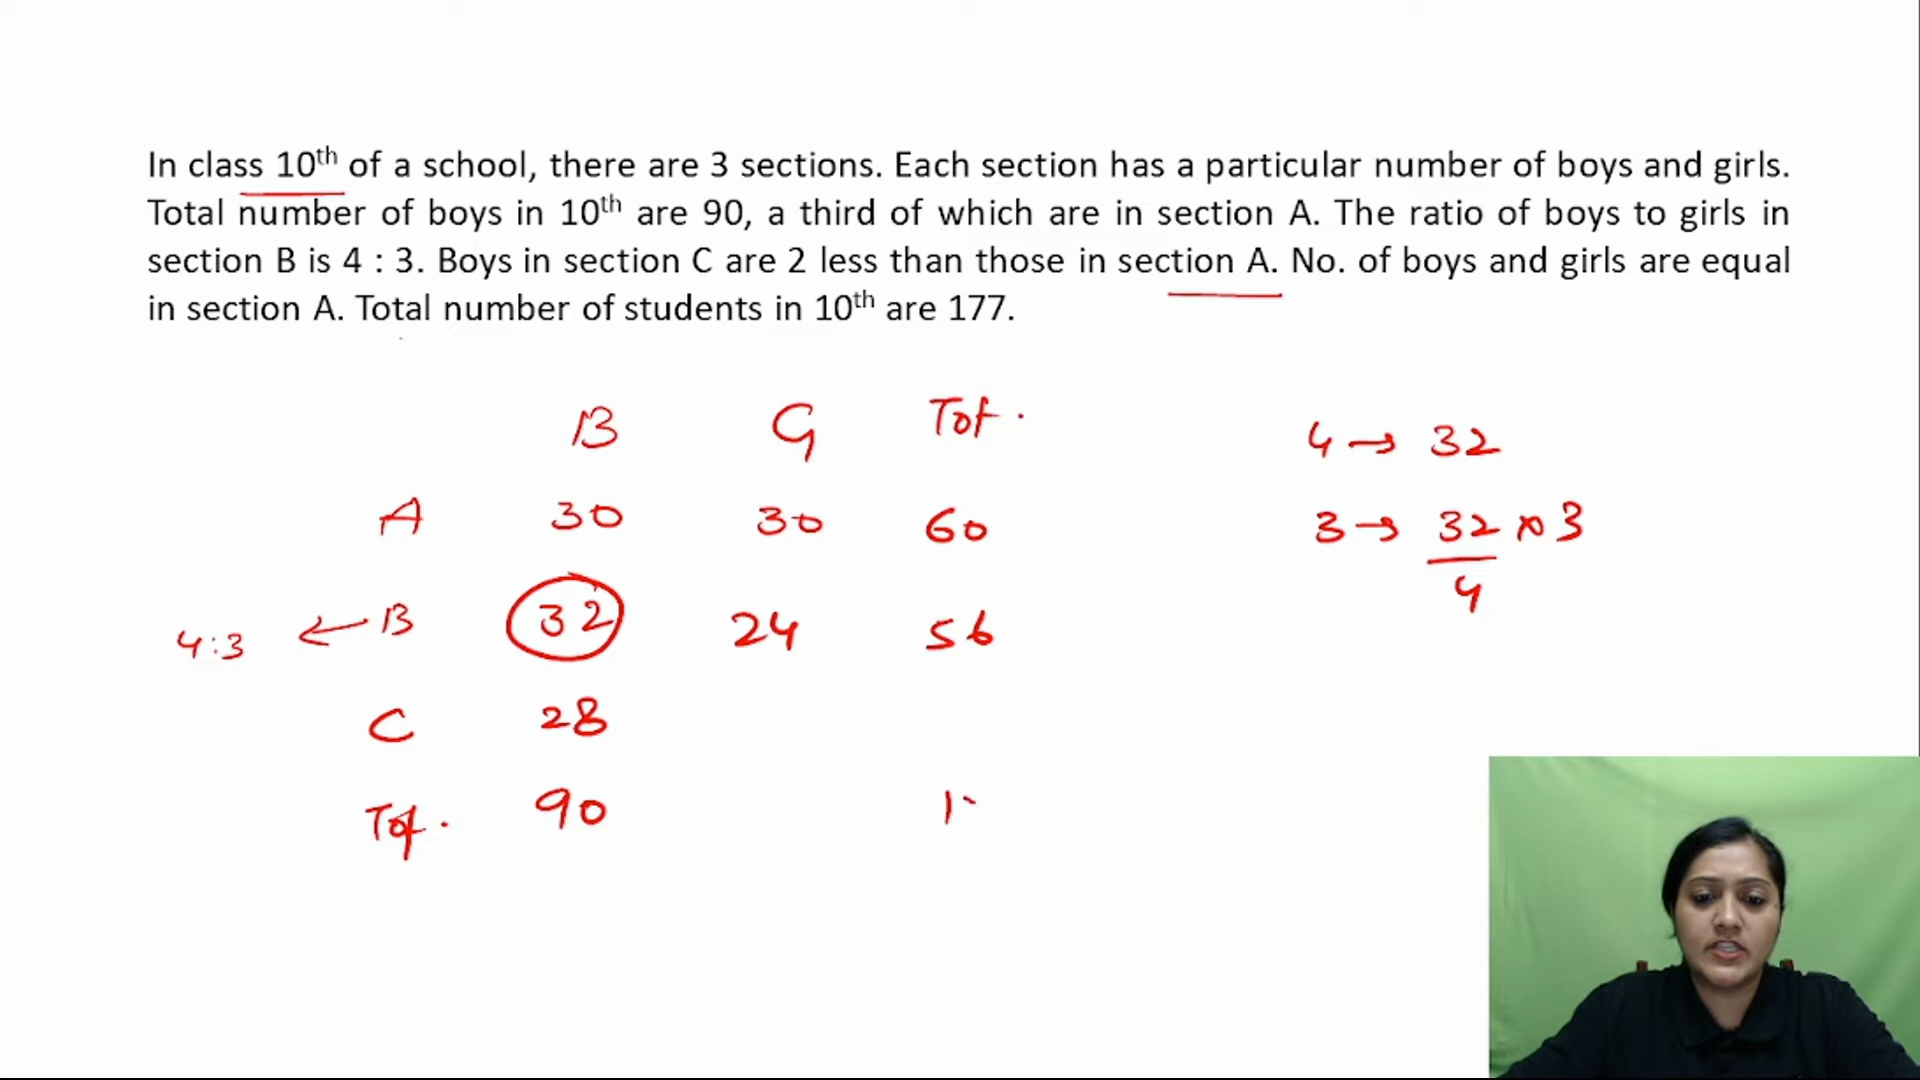 In class 10th of a school, there are 3 sections. Each section has a particular number of boys and girls.
Total number of boys in 10th are 90, a third of which are in section A. The ratio of boys to girls in
section B is 4 : 3. Boys in section C are 2 less than those in section A. No. of boys and girls are equal
in section A. Total number of students in 10th are 177.
B G Tot.
A 30 30 60
4:3 ← B 32 24 56
C 28
Tot. 90
4 → 32
3 → 32 × 3
4